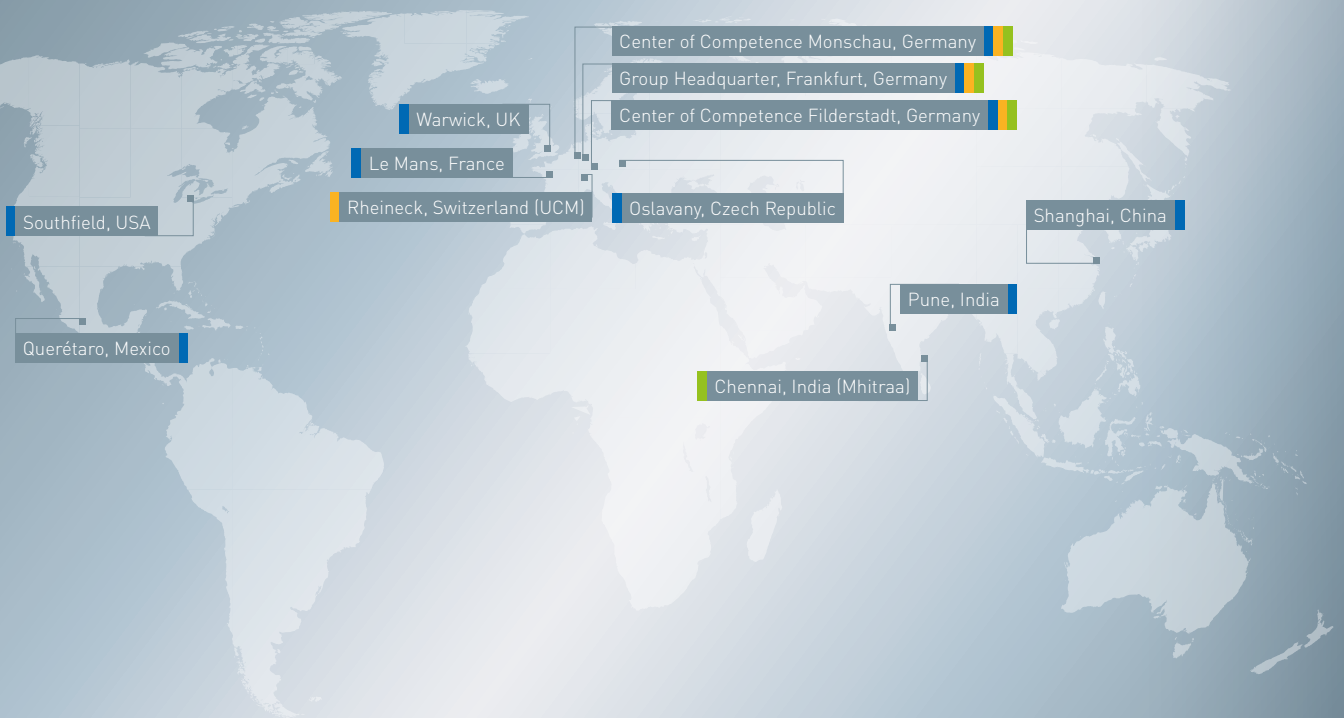 Center of Competence Monschau, Germany
Group Headquarter, Frankfurt, Germany
Center of Competence Filderstadt, Germany
Warwick, UK
Le Mans, France
Rheineck, Switzerland (UCM)
Oslavany, Czech Republic
Southfield, USA
Shanghai, China
Pune, India
Querétaro, Mexico
Chennai, India (Mhitraa)